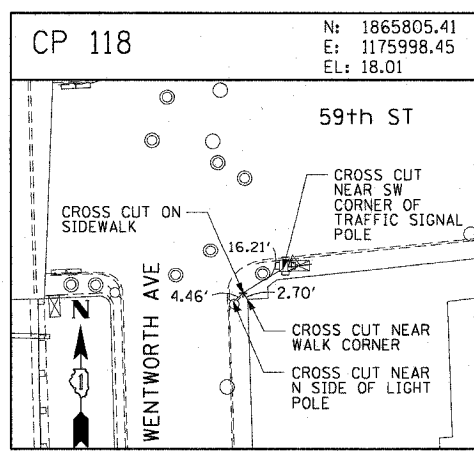 CP 118
N: 1865805.41
E: 1175998.45
EL: 18.01
59th ST
CROSS CUT
NEAR SW
CORNER OF
TRAFFIC SIGNAL
POLE
CROSS CUT ON
SIDEWALK
16.21'
4.46'
2.70'
WENTWORTH AVE
N
1
CROSS CUT NEAR
WALK CORNER
CROSS CUT NEAR
N SIDE OF LIGHT
POLE